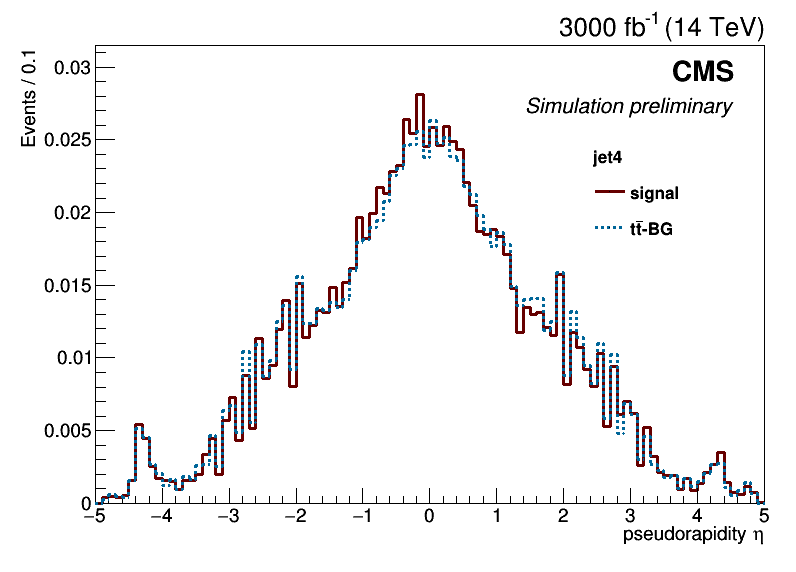 3000 fb⁻¹ (14 TeV)
Events / 0.1
CMS
Simulation preliminary
jet4
signal
tt̄-BG
0.03
0.025
0.02
0.015
0.01
0.005
0
−5 −4 −3 −2 −1 0 1 2 3 4 5
pseudorapidity η